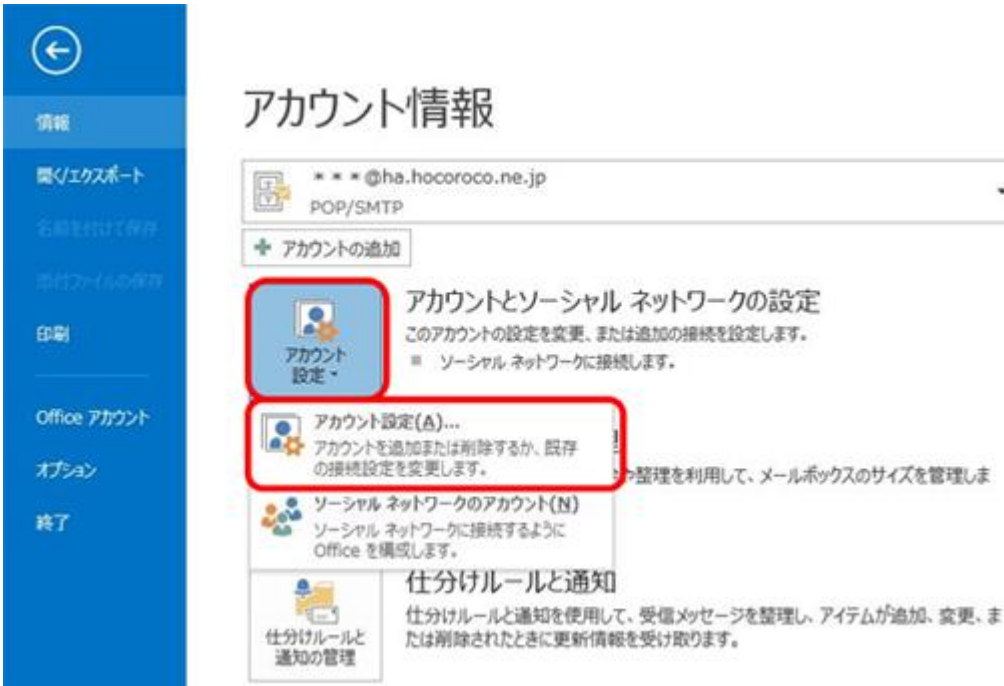 情報
開く/エクスポート
名前を付けて保存
添付ファイルの保存
印刷
Office アカウント
オプション
終了
アカウント情報
＊＊＊@ha.hocoroco.ne.jp
POP/SMTP
アカウントの追加
アカウント
設定
アカウントとソーシャル ネットワークの設定
このアカウントの設定を変更、または追加の接続を設定します。
ソーシャル ネットワークに接続します。
アカウント設定(A)...
アカウントを追加または削除するか、既存
の接続設定を変更します。
ソーシャル ネットワークのアカウント(N)
ソーシャル ネットワークに接続するように
Office を構成します。
整理を利用して、メールボックスのサイズを管理しま
仕分けルールと
通知の管理
仕分けルールと通知
仕分けルールと通知を使用して、受信メッセージを整理し、アイテムが追加、変更、ま
たは削除されたときに更新情報を受け取ります。